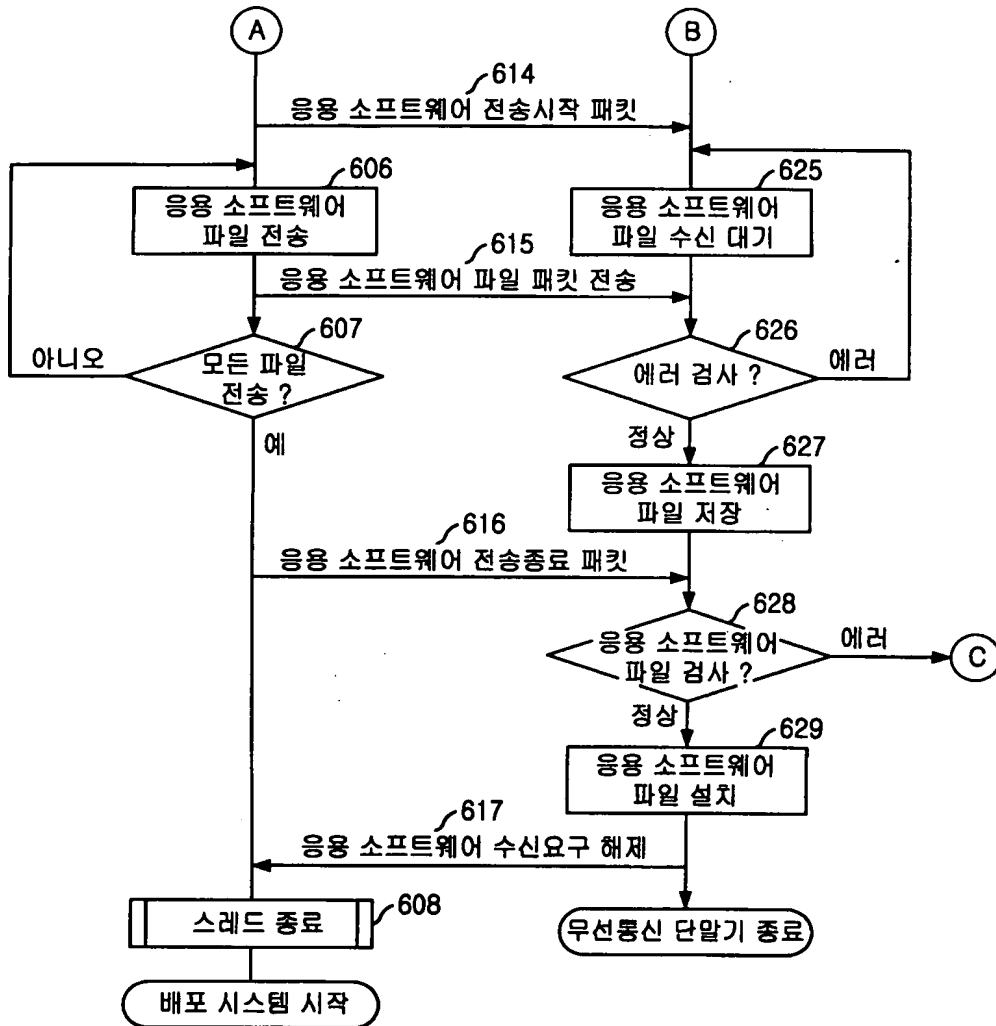 A
B
614
응용 소프트웨어 전송시작 패킷
606
응용 소프트웨어
파일 전송
625
응용 소프트웨어
파일 수신 대기
615
응용 소프트웨어 파일 패킷 전송
607
아니오
모든 파일
전송 ?
예
626
에러 검사 ?
에러
정상
627
응용 소프트웨어
파일 저장
616
응용 소프트웨어 전송종료 패킷
628
응용 소프트웨어
파일 검사 ?
에러
C
정상
629
응용 소프트웨어
파일 설치
617
응용 소프트웨어 수신요구 해제
스레드 종료
608
무선통신 단말기 종료
배포 시스템 시작